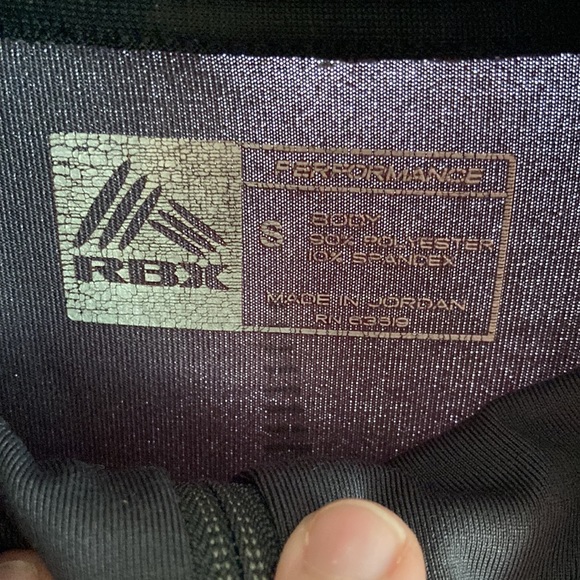 RBX
PERFORMANCE
S
BODY
90% POLYESTER
10% SPANDEX
MADE IN JORDAN
RN